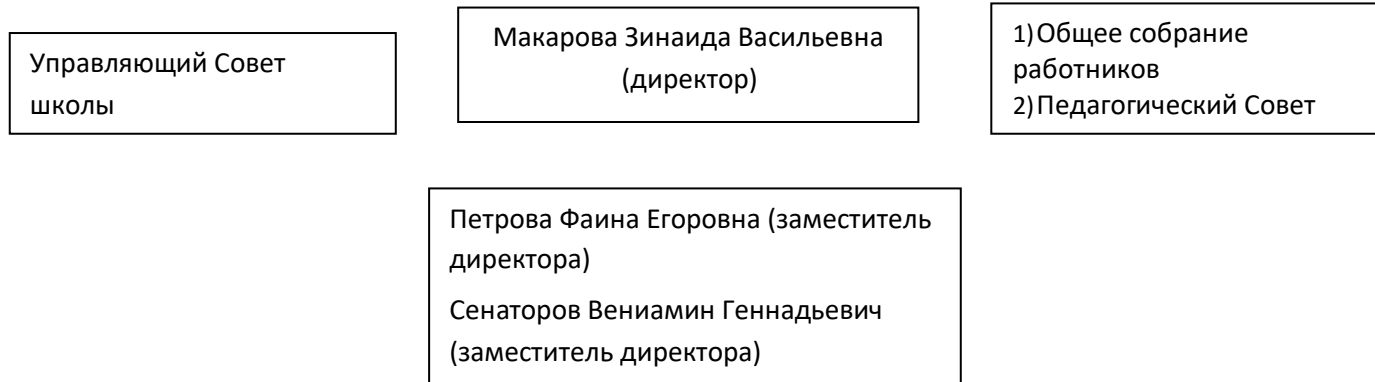 Управляющий Совет
школы
Макарова Зинаида Васильевна
(директор)
1) Общее собрание
работников
2) Педагогический Совет
Петрова Фаина Егоровна (заместитель
директора)
Сенаторов Вениамин Геннадьевич
(заместитель директора)